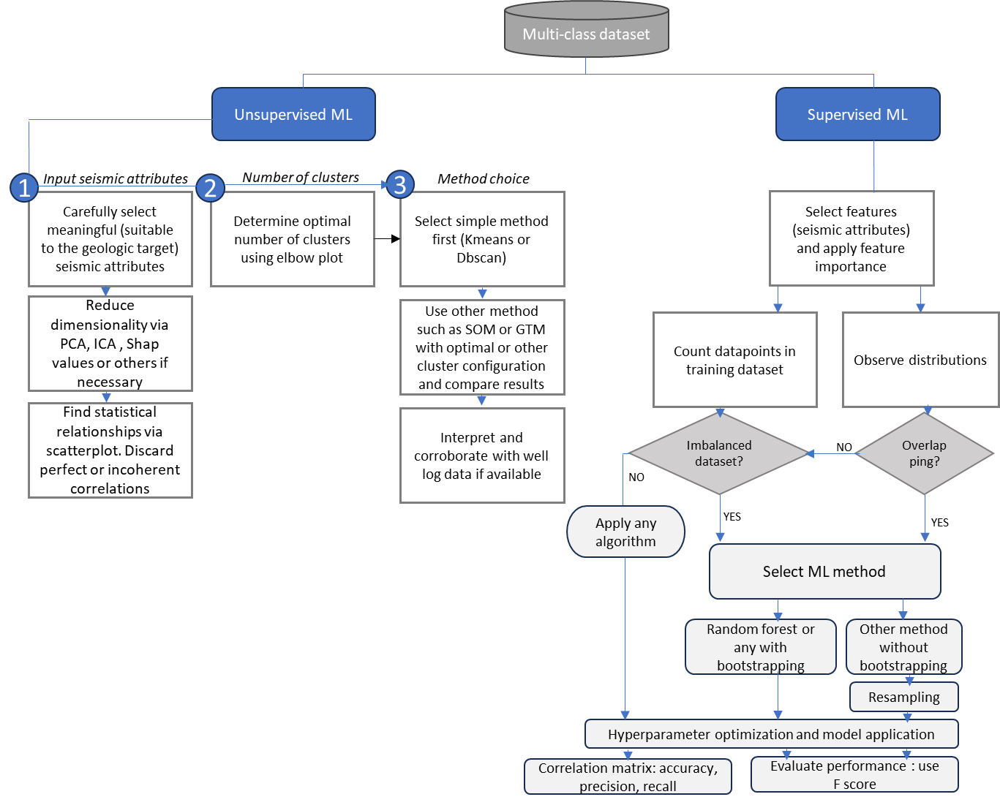 Multi-class dataset
Unsupervised ML
Supervised ML
1
Input seismic attributes
2
Number of clusters
3
Method choice
Carefully select
meaningful (suitable
to the geologic target)
seismic attributes
Reduce
dimensionality via
PCA, ICA , Shap
values or others if
necessary
Find statistical
relationships via
scatterplot. Discard
perfect or incoherent
correlations
Determine optimal
number of clusters
using elbow plot
Select simple method
first (Kmeans or
Dbscan)
Use other method
such as SOM or GTM
with optimal or other
cluster configuration
and compare results
Interpret and
corroborate with well
log data if available
Select features
(seismic attributes)
and apply feature
importance
Count datapoints in
training dataset
Observe distributions
Imbalanced
dataset?
NO
Overlap
ping?
NO
YES
YES
Apply any
algorithm
Select ML method
Random forest or
any with
bootstrapping
Other method
without
bootstrapping
Resampling
Hyperparameter optimization and model application
Correlation matrix: accuracy,
precision, recall
Evaluate performance : use
F score